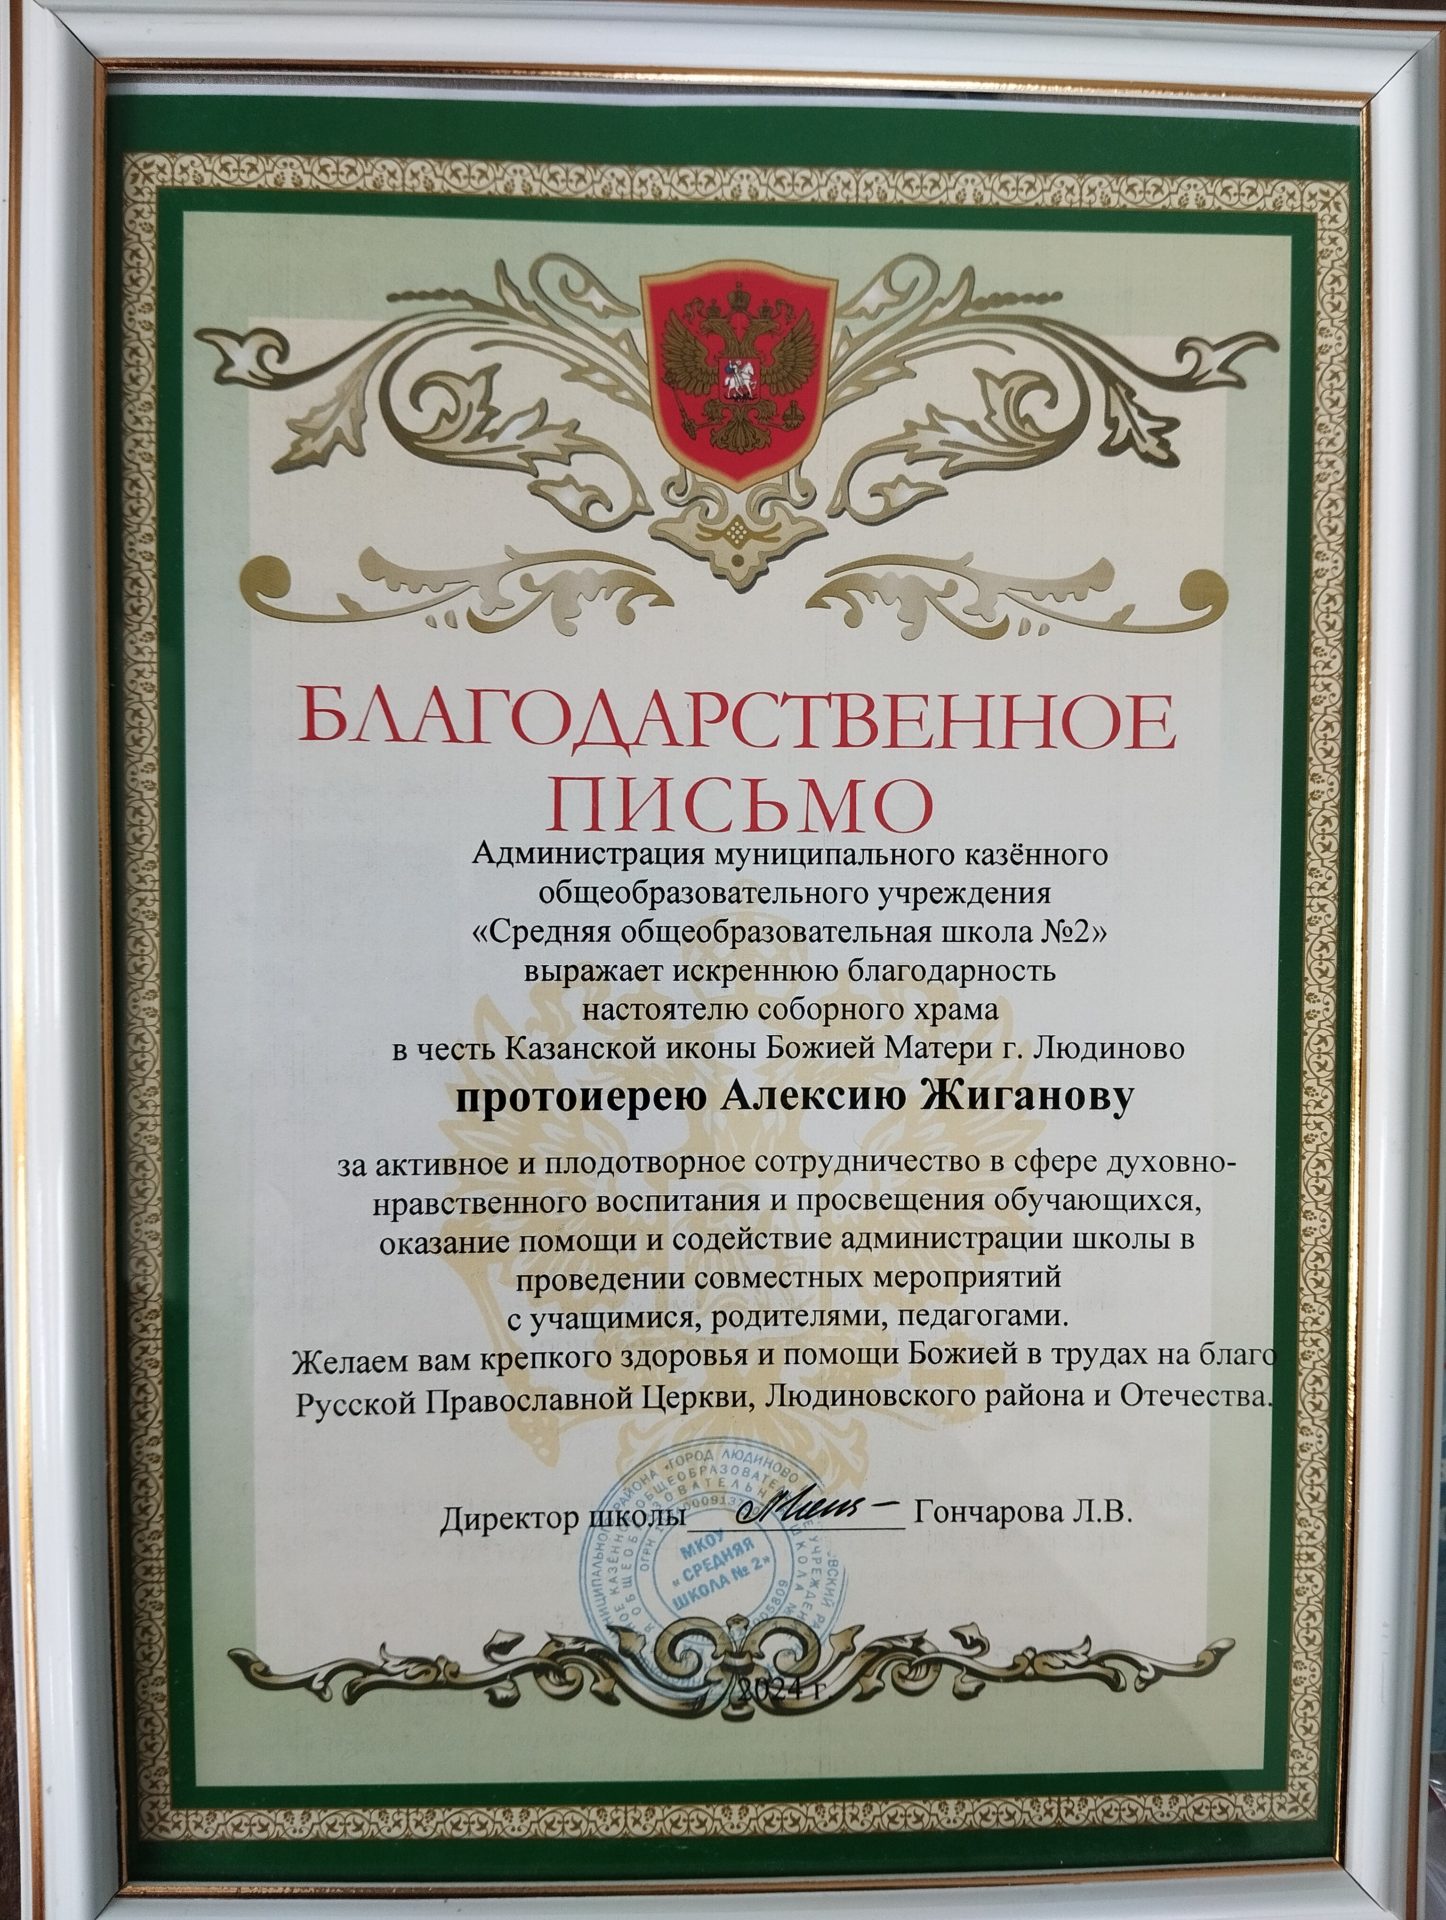 БЛАГОДАРСТВЕННОЕ
ПИСЬМО
Администрация муниципального казённого
общеобразовательного учреждения
«Средняя общеобразовательная школа №2»
выражает искреннюю благодарность
настоятелю соборного храма
в честь Казанской иконы Божией Матери г. Людиново
протоиерею Алексию Жиганову
за активное и плодотворное сотрудничество в сфере духовно-
нравственного воспитания и просвещения обучающихся,
оказание помощи и содействие администрации школы в
проведении совместных мероприятий
с учащимися, родителями, педагогами.
Желаем вам крепкого здоровья и помощи Божией в трудах на благо
Русской Православной Церкви, Людиновского района и Отечества.
Директор школы Гончарова Л.В.
МКОУ
«СРЕДНЯЯ
ШКОЛА № 2»
2024 г.